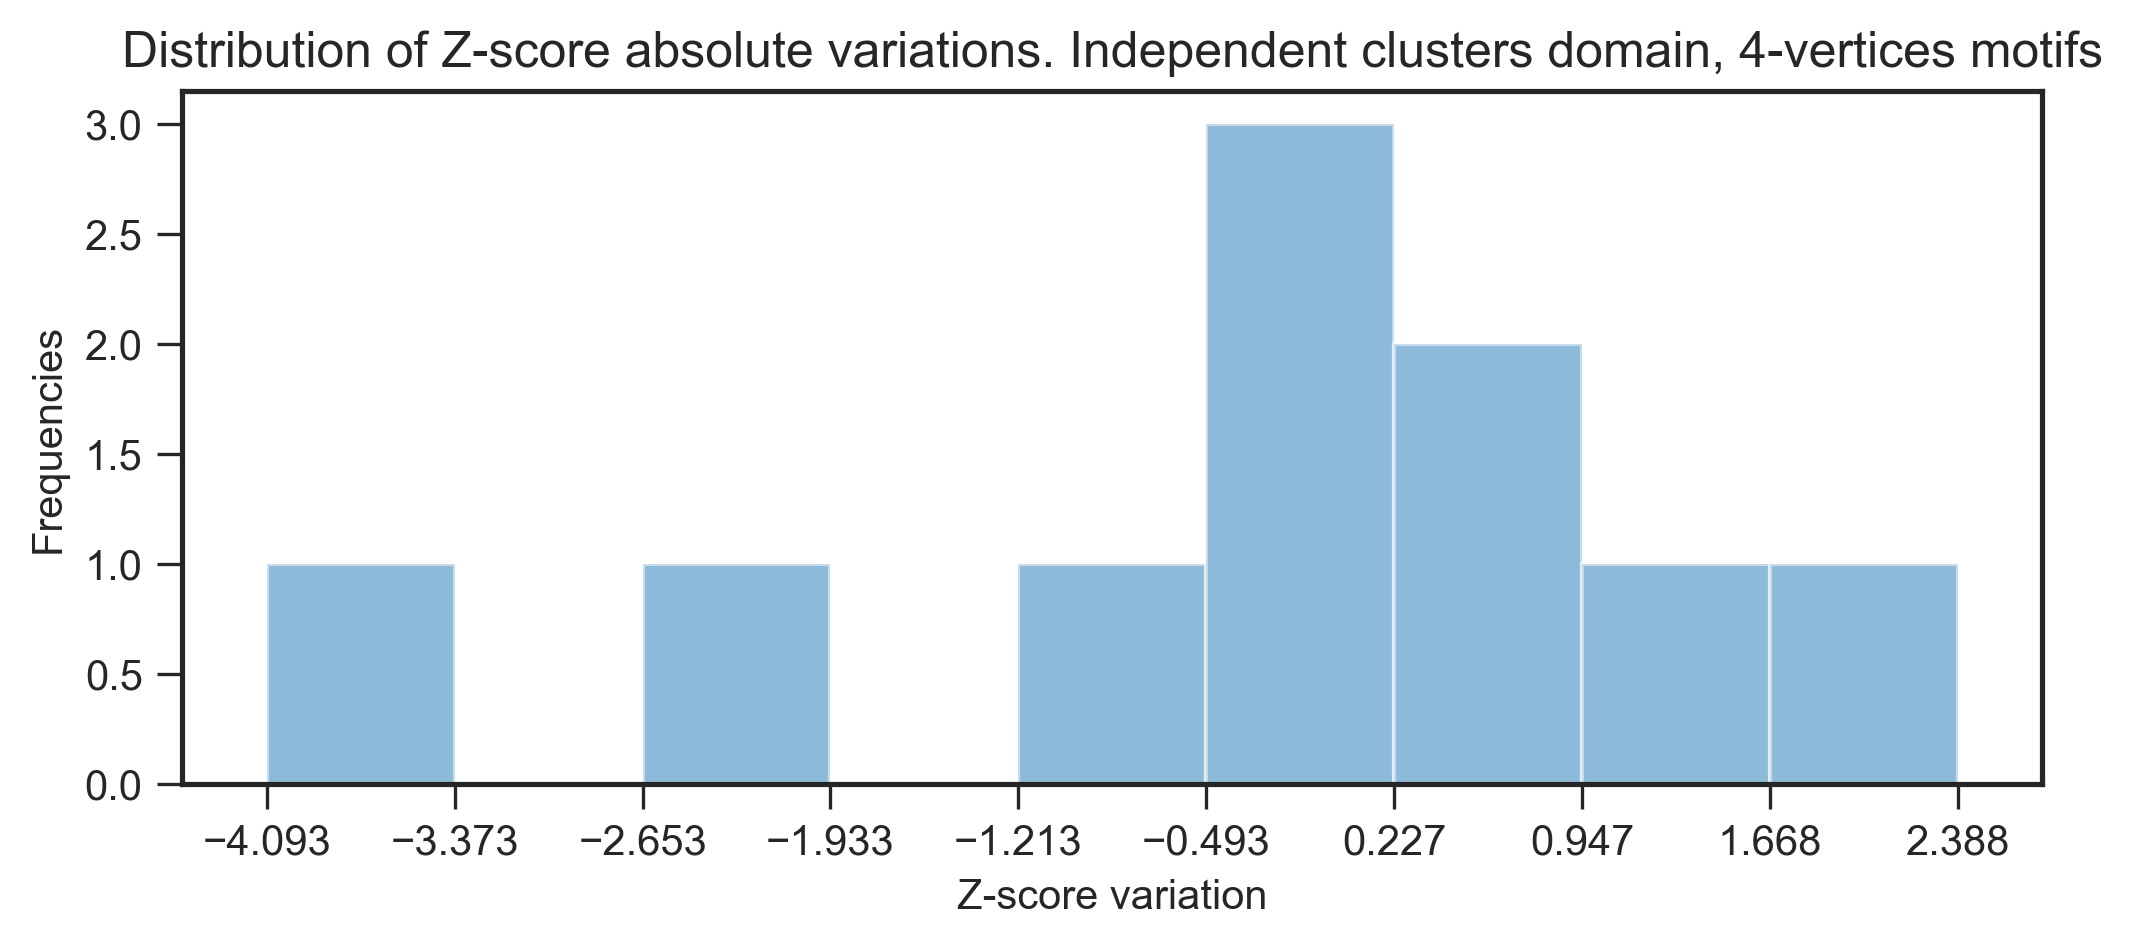 Distribution of Z-score absolute variations. Independent clusters domain, 4-vertices motifs
Frequencies
3.0
2.5
2.0
1.5
1.0
0.5
0.0
−4.093 −3.373 −2.653 −1.933 −1.213 −0.493 0.227 0.947 1.668 2.388
Z-score variation